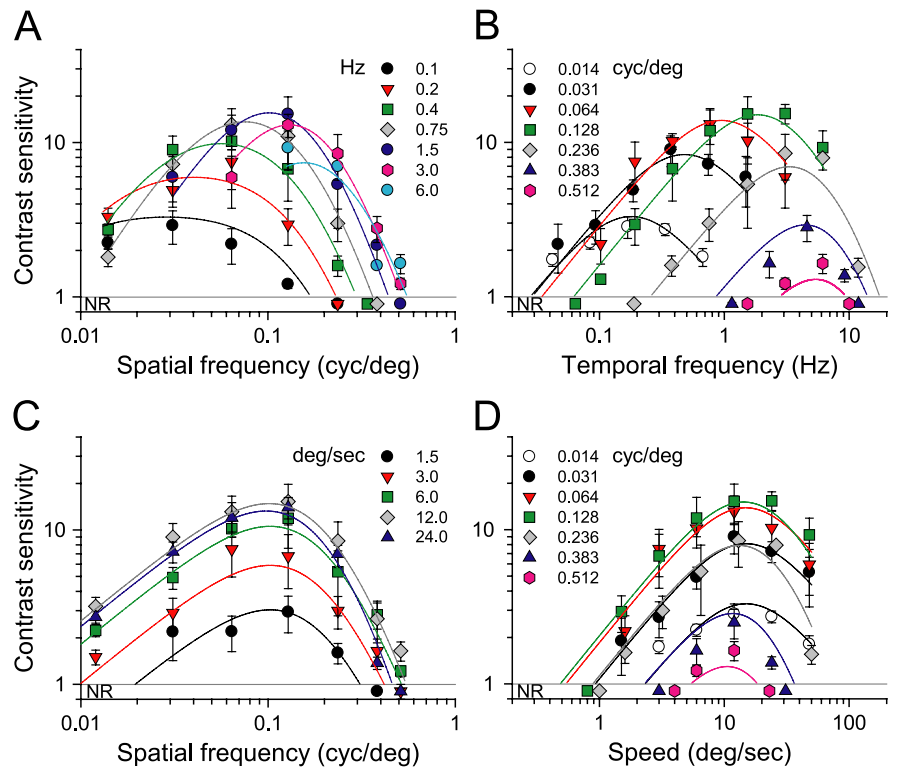 A
Hz
0.1
0.2
0.4
0.75
1.5
3.0
6.0
10
1
NR
0.01
0.1
1
Contrast sensitivity
Spatial frequency (cyc/deg)
B
cyc/deg
0.014
0.031
0.064
0.128
0.236
0.383
0.512
10
1
NR
0.1
1
10
Temporal frequency (Hz)
C
deg/sec
1.5
3.0
6.0
12.0
24.0
10
1
NR
0.01
0.1
1
Contrast sensitivity
Spatial frequency (cyc/deg)
D
cyc/deg
0.014
0.031
0.064
0.128
0.236
0.383
0.512
10
1
NR
1
10
100
Speed (deg/sec)